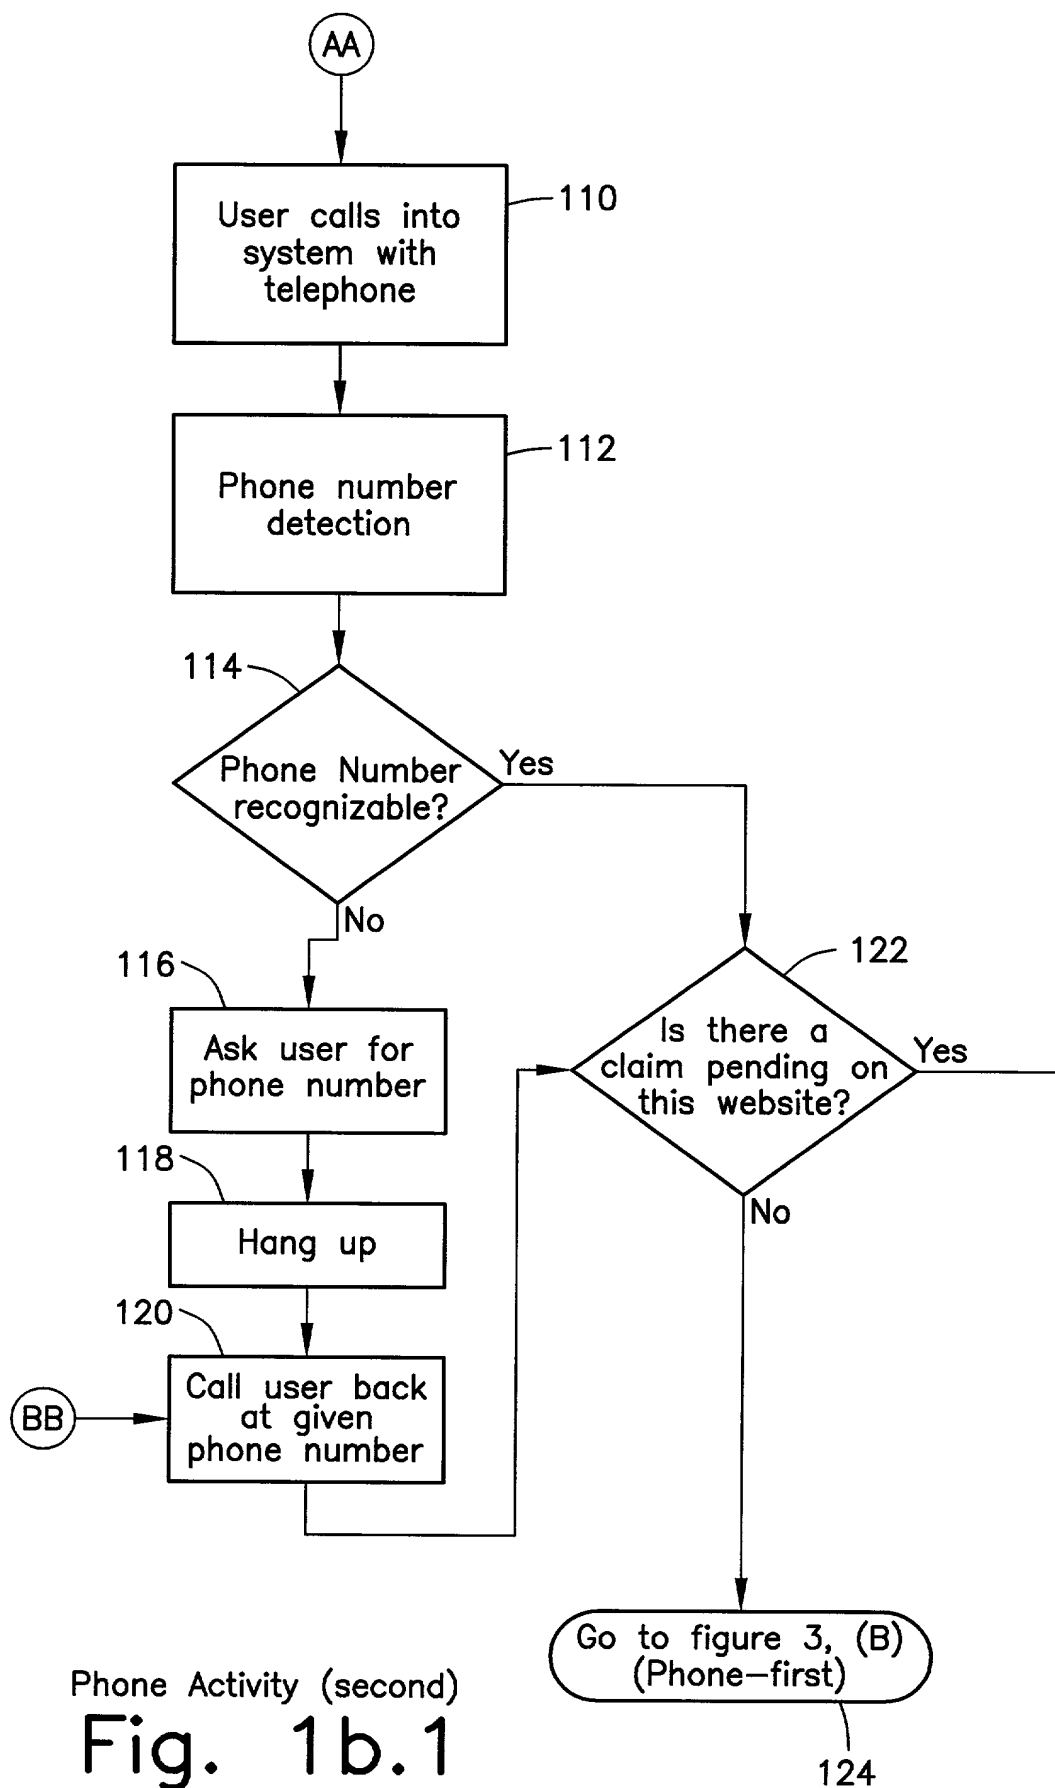 AA
User calls into
system with
telephone
110
Phone number
detection
112
114
Phone Number
recognizable?
Yes
No
116
Ask user for
phone number
122
Is there a
claim pending on
this website?
Yes
No
118
Hang up
120
Call user back
at given
phone number
BB
Go to figure 3, (B)
(Phone-first)
124
Phone Activity (second)
Fig. 1b.1